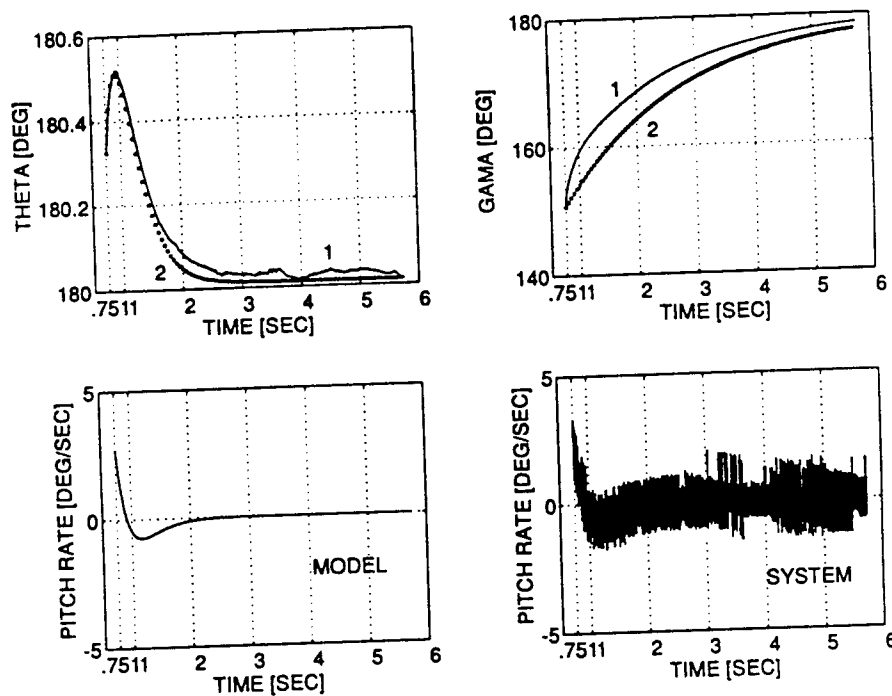 180.6
180.4
180.2
180
THETA [DEG]
1
2
.7511 2 3 4 5 6
TIME [SEC]
180
160
140
GAMA [DEG]
1
2
.7511 2 3 4 5 6
TIME [SEC]
5
0
-5
PITCH RATE [DEG/SEC]
MODEL
.7511 2 3 4 5 6
TIME [SEC]
5
0
-5
PITCH RATE [DEG/SEC]
SYSTEM
.7511 2 3 4 5 6
TIME [SEC]